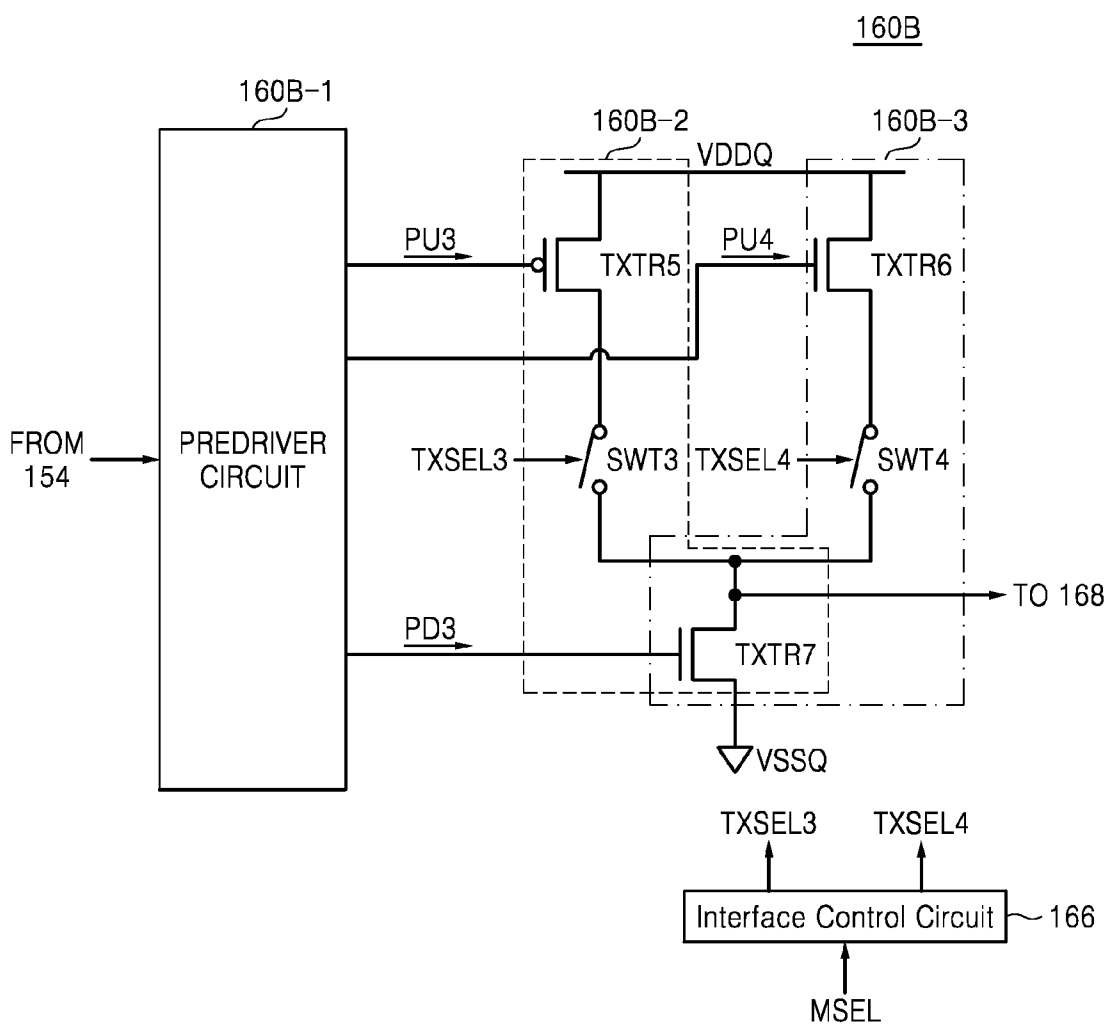 160B
160B-1
160B-2
160B-3
VDDQ
PU3
TXTR5
PU4
TXTR6
FROM
154
PREDRIVER
CIRCUIT
TXSEL3
SWT3
TXSEL4
SWT4
TO 168
PD3
TXTR7
VSSQ
TXSEL3
TXSEL4
Interface Control Circuit
166
MSEL